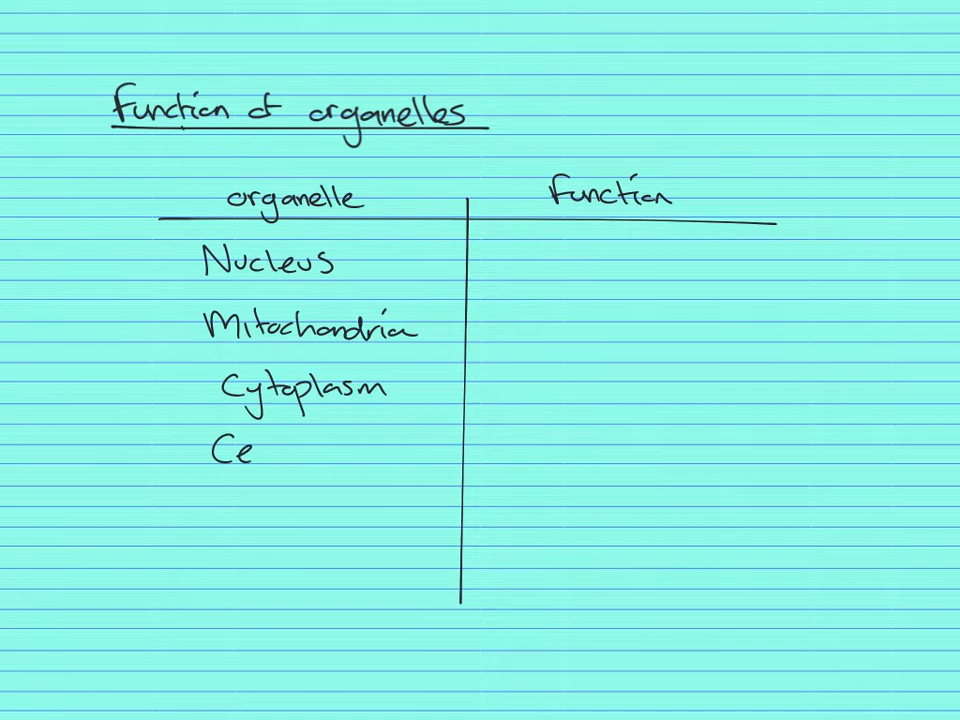 Function of organelles
organelle Function
Nucleus
Mitochondria
Cytoplasm
Ce